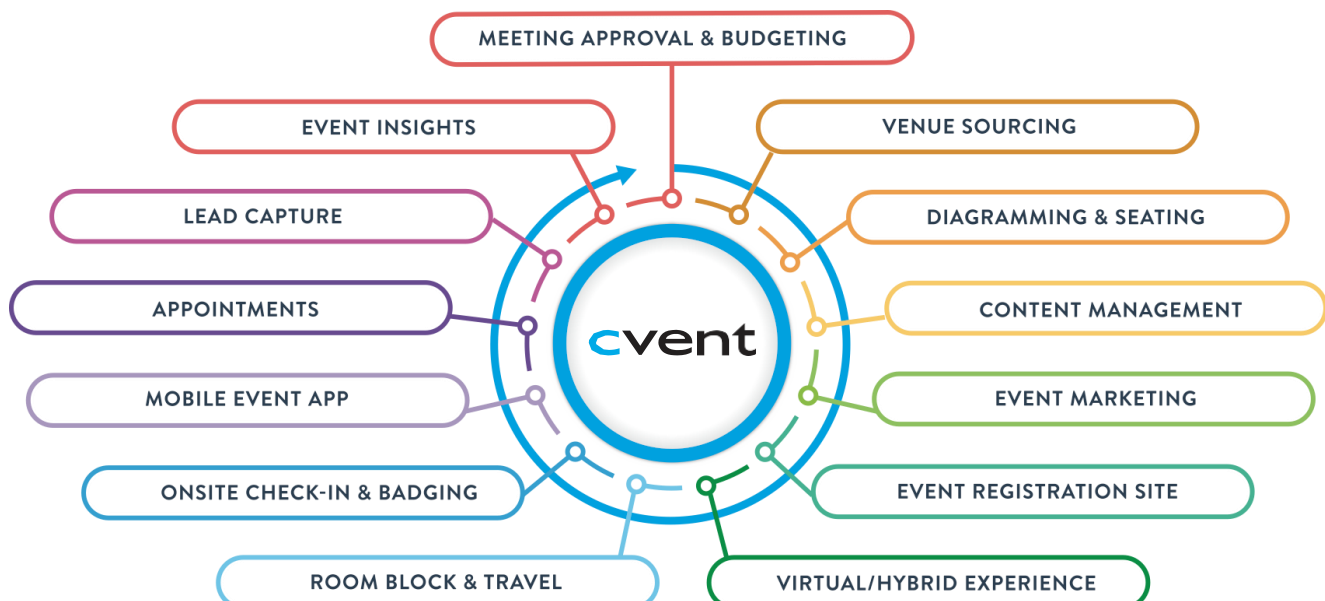 MEETING APPROVAL & BUDGETING
EVENT INSIGHTS
VENUE SOURCING
LEAD CAPTURE
DIAGRAMMING & SEATING
APPOINTMENTS
CONTENT MANAGEMENT
cvent
MOBILE EVENT APP
EVENT MARKETING
ONSITE CHECK-IN & BADGING
EVENT REGISTRATION SITE
ROOM BLOCK & TRAVEL
VIRTUAL/HYBRID EXPERIENCE